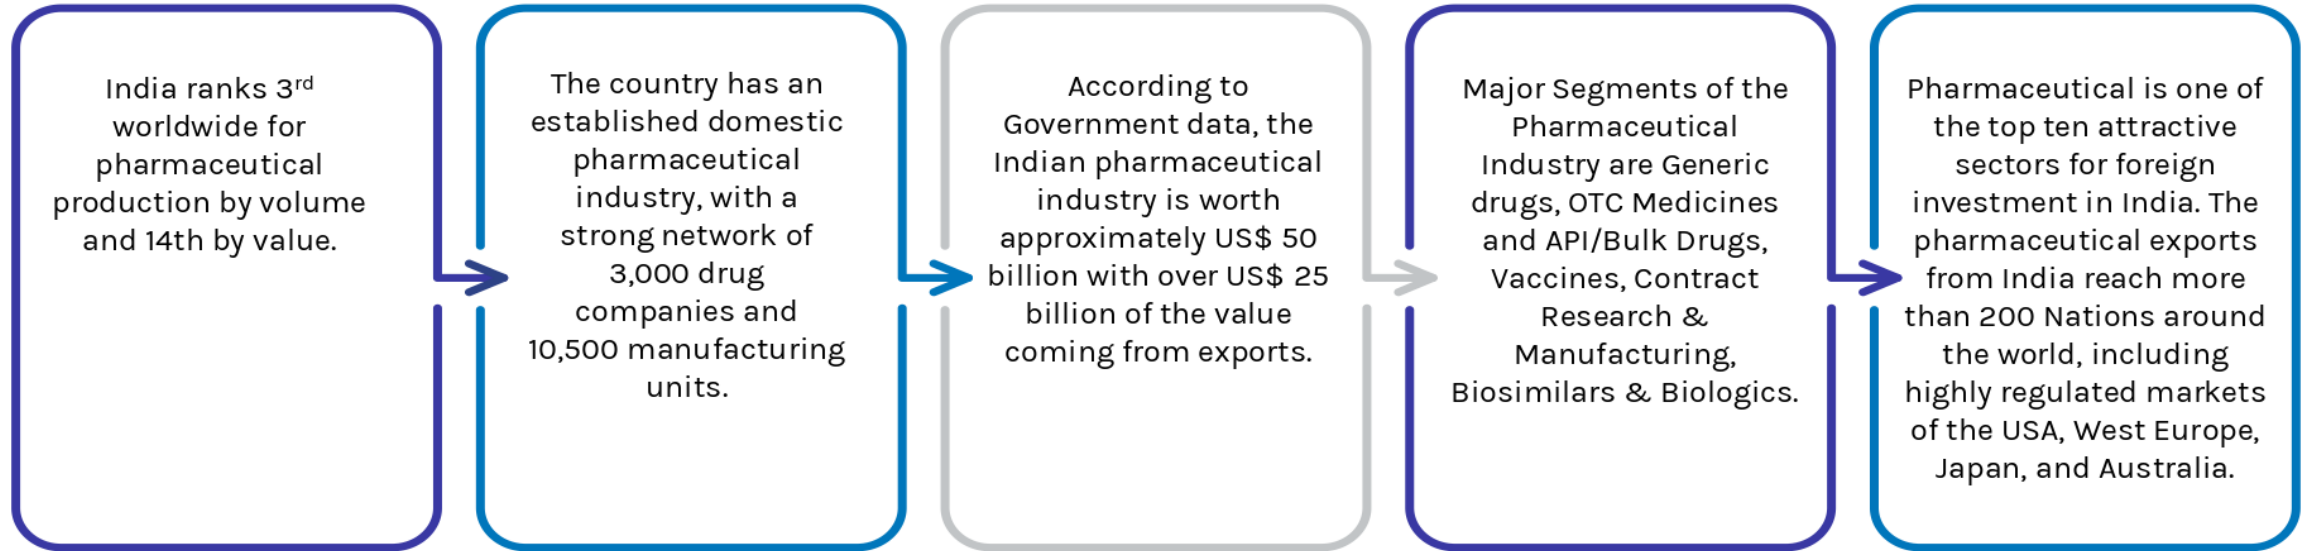 India ranks 3rd
worldwide for
pharmaceutical
production by volume
and 14th by value.
The country has an
established domestic
pharmaceutical
industry, with a
strong network of
3,000 drug
companies and
10,500 manufacturing
units.
According to
Government data, the
Indian pharmaceutical
industry is worth
approximately US$ 50
billion with over US$ 25
billion of the value
coming from exports.
Major Segments of the
Pharmaceutical
Industry are Generic
drugs, OTC Medicines
and API/Bulk Drugs,
Vaccines, Contract
Research &
Manufacturing,
Biosimilars & Biologics.
Pharmaceutical is one of
the top ten attractive
sectors for foreign
investment in India. The
pharmaceutical exports
from India reach more
than 200 Nations around
the world, including
highly regulated markets
of the USA, West Europe,
Japan, and Australia.